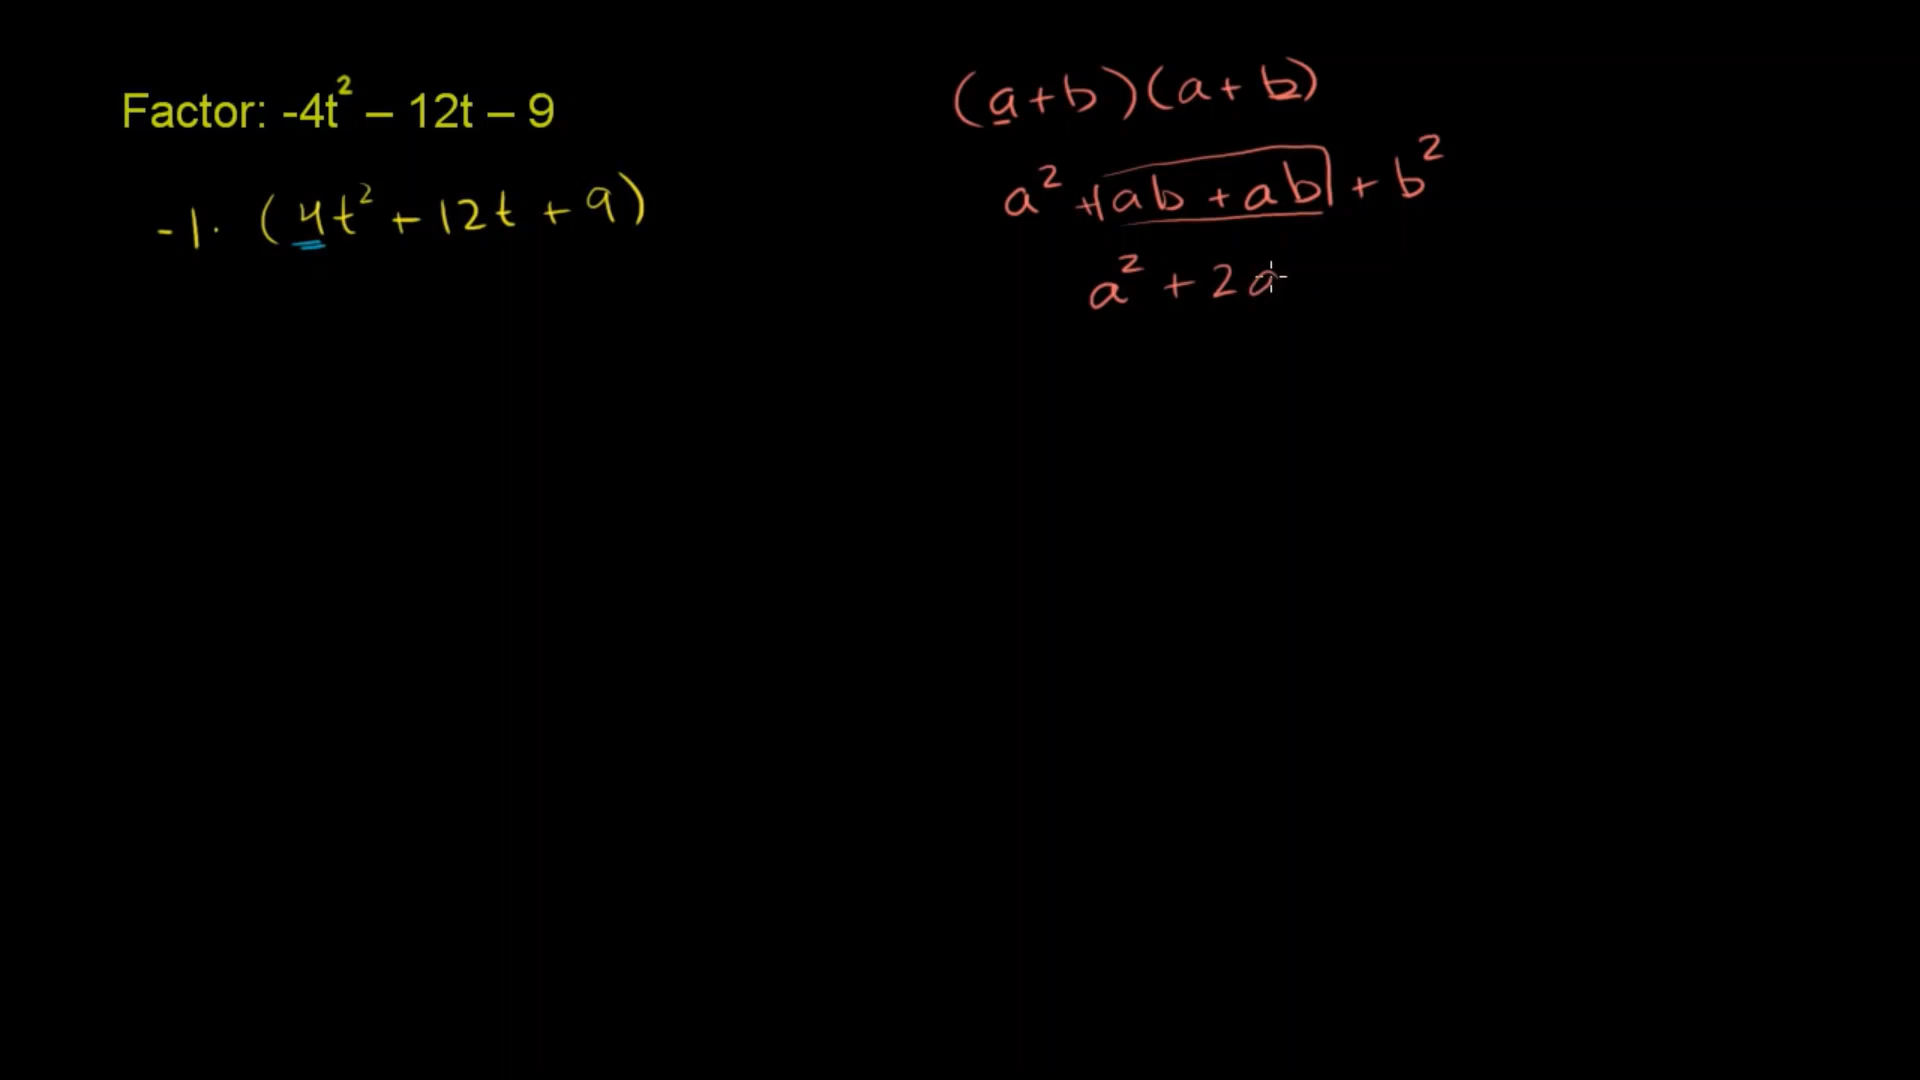 Factor: -4t² – 12t – 9
-1· (4t² + 12t + 9)
(a+b)(a+b)
a² + ab + ab + b²
a² + 2a